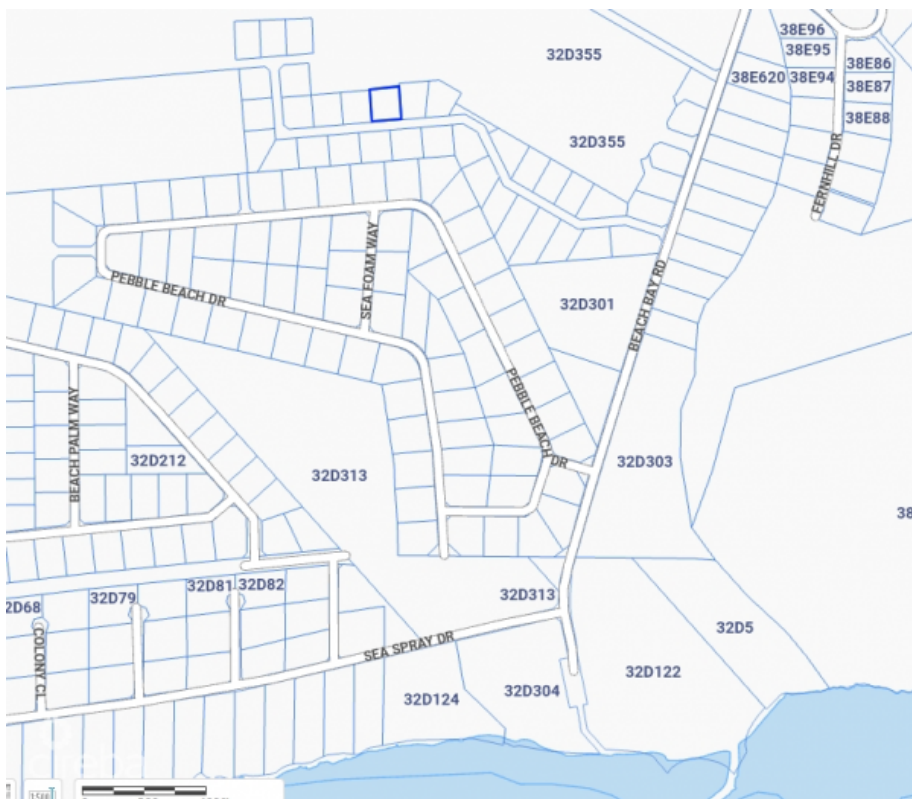 38E96
38E95
32D355
38E620
38E94
38E86
38E87
38E88
32D355
FERNHILL DR
SEA FOAM WAY
PEBBLE BEACH DR
BEACH BAY RD
32D301
PEBBLE BEACH DR
BEACH PALM WAY
32D212
32D313
32D303
38
32D81
32D82
32D79
32D68
32D313
32D5
COLONY CL
SEA SPRAY DR
32D122
32D304
32D124